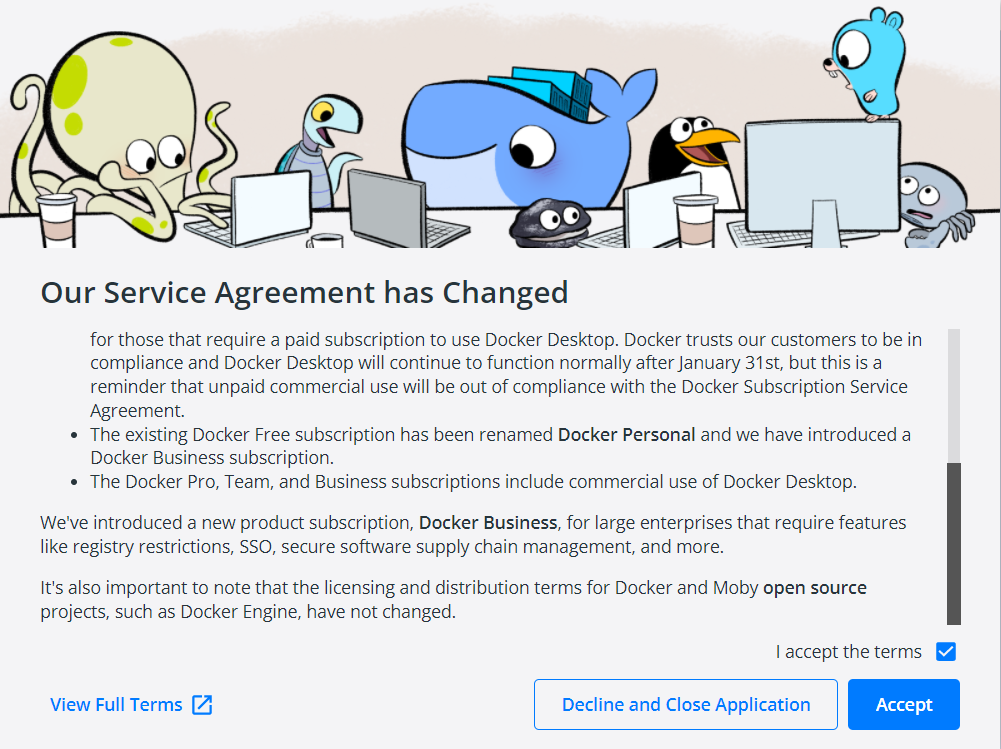 Our Service Agreement has Changed
for those that require a paid subscription to use Docker Desktop. Docker trusts our customers to be in
compliance and Docker Desktop will continue to function normally after January 31st, but this is a
reminder that unpaid commercial use will be out of compliance with the Docker Subscription Service
Agreement.
• The existing Docker Free subscription has been renamed Docker Personal and we have introduced a
Docker Business subscription.
• The Docker Pro, Team, and Business subscriptions include commercial use of Docker Desktop.
We've introduced a new product subscription, Docker Business, for large enterprises that require features
like registry restrictions, SSO, secure software supply chain management, and more.
It's also important to note that the licensing and distribution terms for Docker and Moby open source
projects, such as Docker Engine, have not changed.
I accept the terms
View Full Terms
Decline and Close Application
Accept